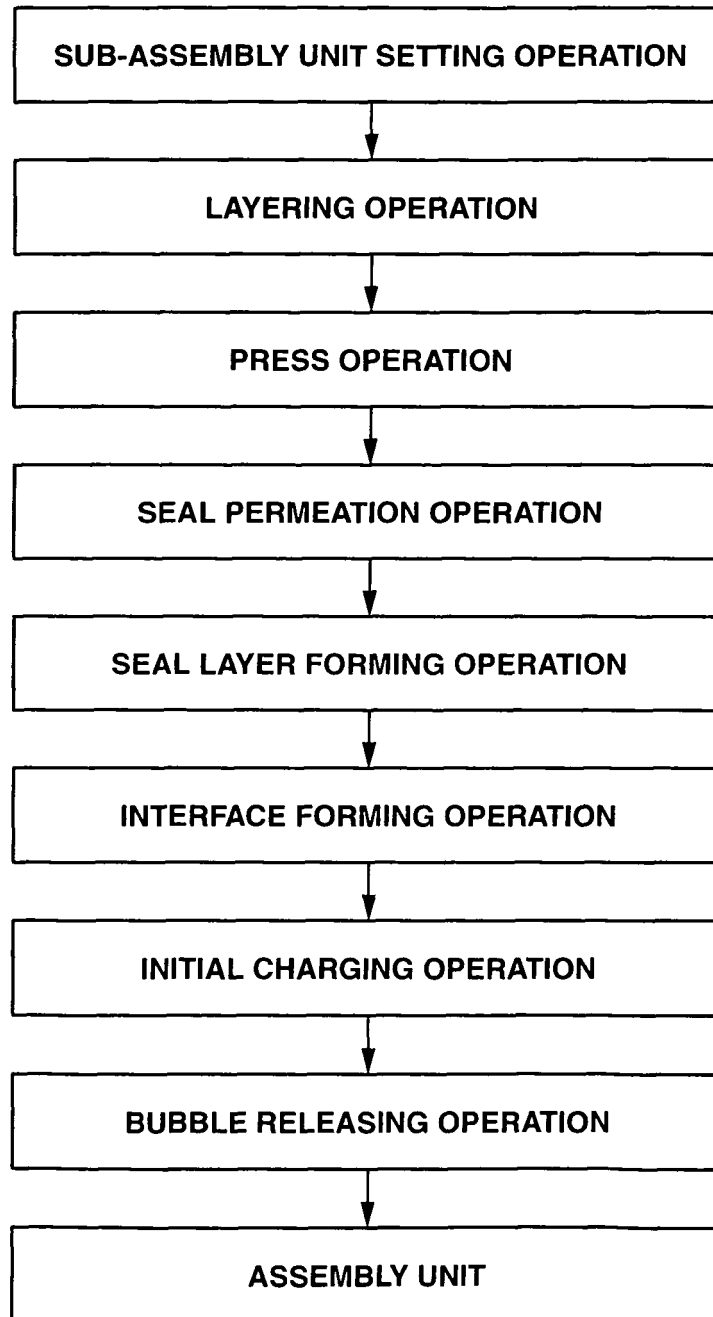 SUB-ASSEMBLY UNIT SETTING OPERATION
LAYERING OPERATION
PRESS OPERATION
SEAL PERMEATION OPERATION
SEAL LAYER FORMING OPERATION
INTERFACE FORMING OPERATION
INITIAL CHARGING OPERATION
BUBBLE RELEASING OPERATION
ASSEMBLY UNIT